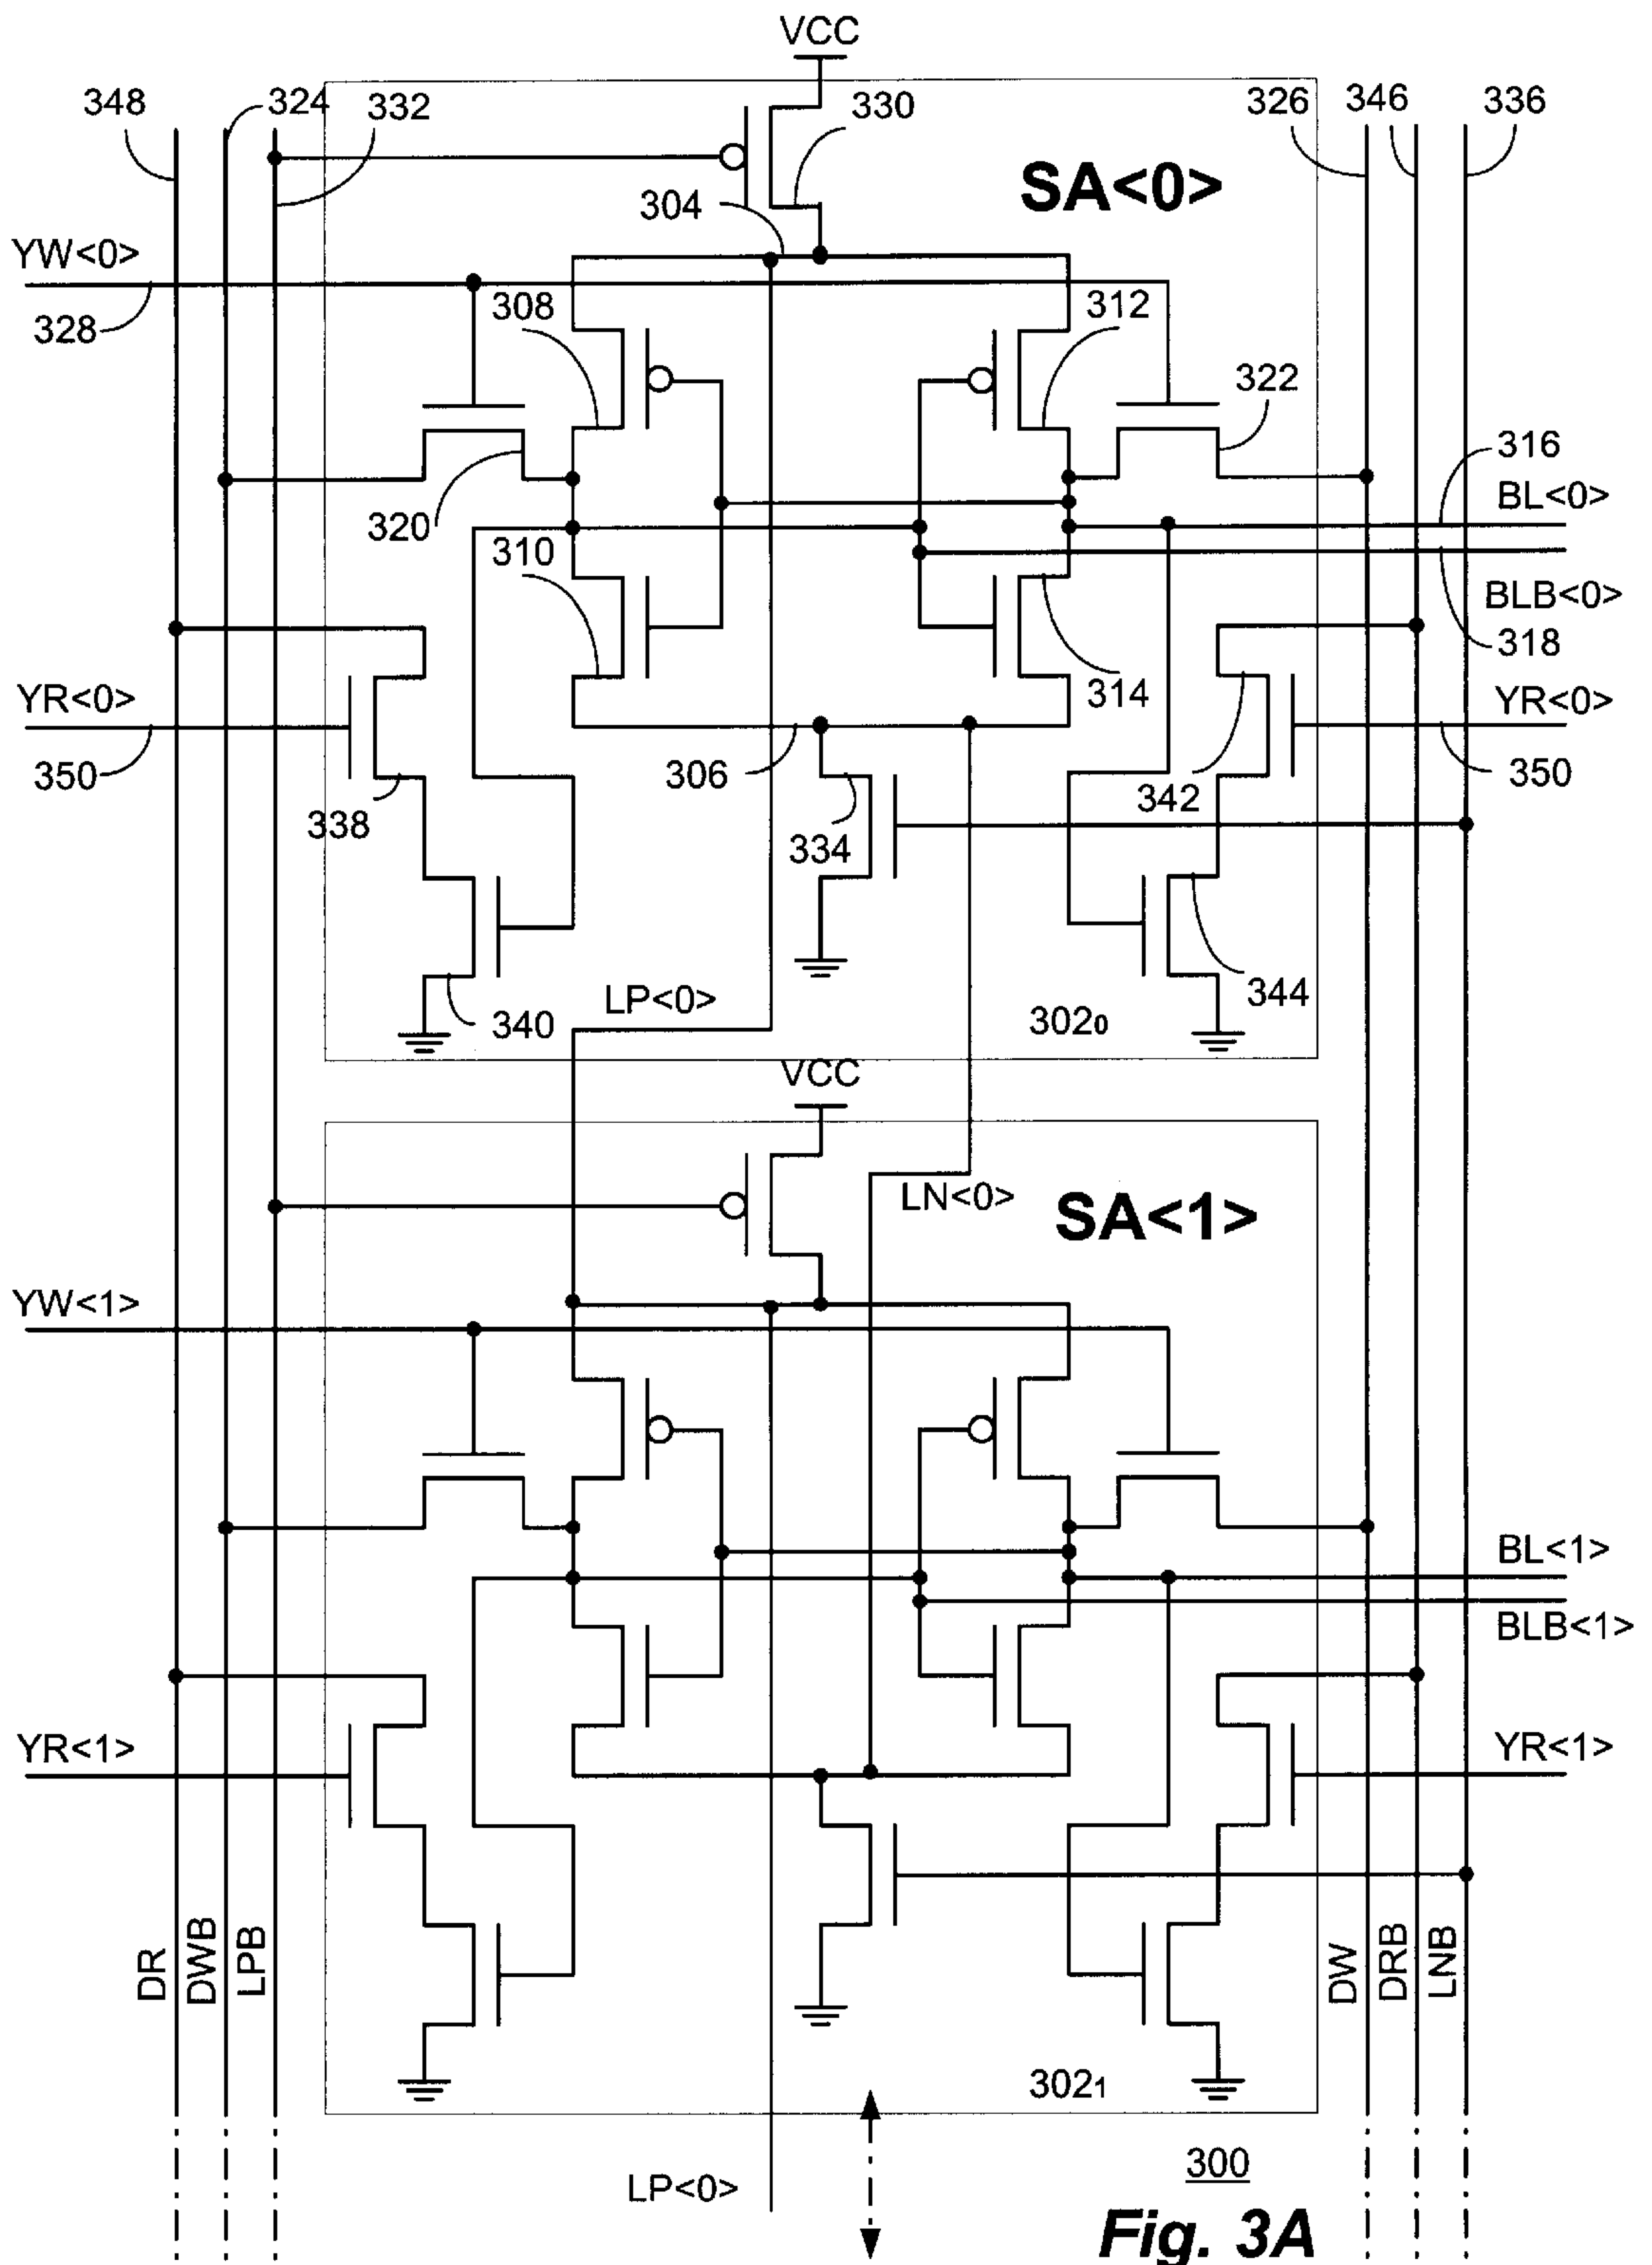 VCC
348
324
332
330
326
346
336
SA<0>
304
YW<0>
308
312
328
322
316
BL<0>
320
310
BLB<0>
318
314
YR<0>
YR<0>
350
306
342
350
338
334
LP<0>
344
340
302₀
VCC
LN<0>
SA<1>
YW<1>
BL<1>
BLB<1>
YR<1>
YR<1>
DR
DWB
LPB
DW
DRB
LNB
302₁
300
LP<0>
Fig. 3A